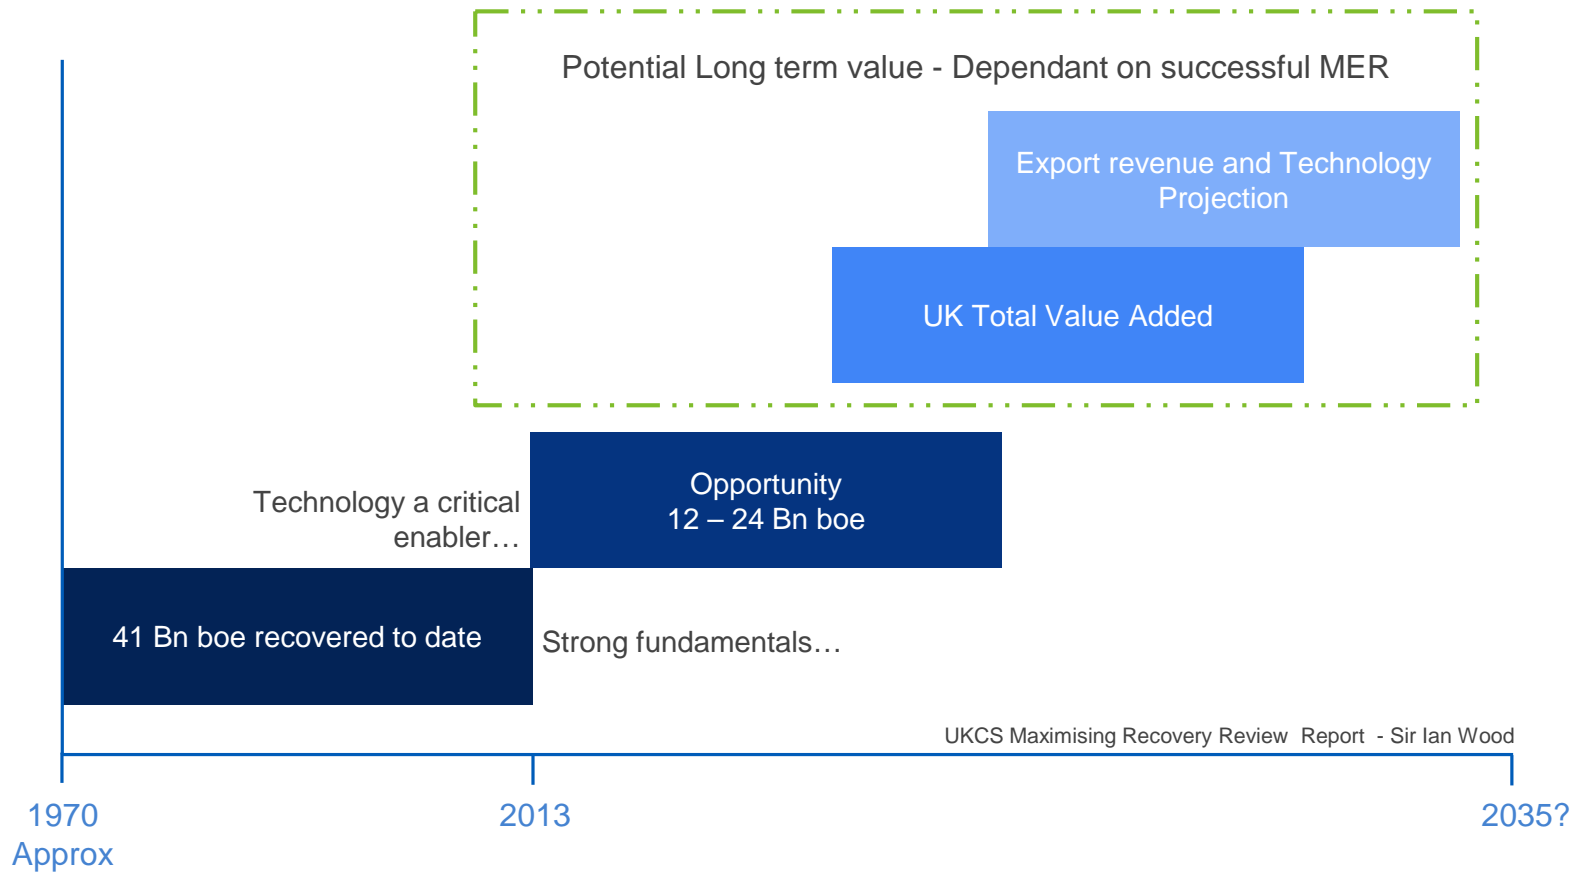 Potential Long term value - Dependant on successful MER
Export revenue and Technology
Projection
UK Total Value Added
Opportunity
12 – 24 Bn boe
Technology a critical
enabler…
41 Bn boe recovered to date
Strong fundamentals…
UKCS Maximising Recovery Review  Report  - Sir Ian Wood
1970
Approx
2013
2035?